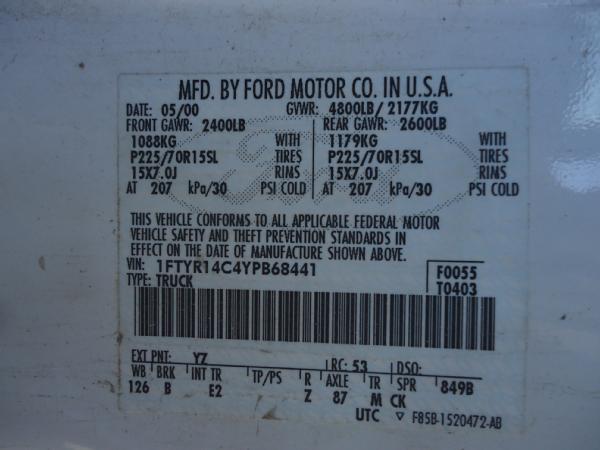 MFD. BY FORD MOTOR CO. IN U.S.A.
DATE: 05/00 GVWR: 4800LB/2177KG
FRONT GAWR: 2400LB REAR GAWR: 2600LB
1088KG WITH 1179KG WITH
P225/70R15SL TIRES P225/70R15SL TIRES
15X7.0J RIMS 15X7.0J RIMS
AT 207 kPa/30 PSI COLD AT 207 kPa/30 PSI COLD
THIS VEHICLE CONFORMS TO ALL APPLICABLE FEDERAL MOTOR
VEHICLE SAFETY AND THEFT PREVENTION STANDARDS IN
EFFECT ON THE DATE OF MANUFACTURE SHOWN ABOVE.
VIN: 1FTYR14C4YPB68441 F0055
TYPE: TRUCK T0403
EXT PNT: YZ RC: 53 DSO:
WB BRK INT TR TP/PS R AXLE TR SPR 849B
126 B E2 Z 87 M CK
UTC ▽ F85B-1520472-AB